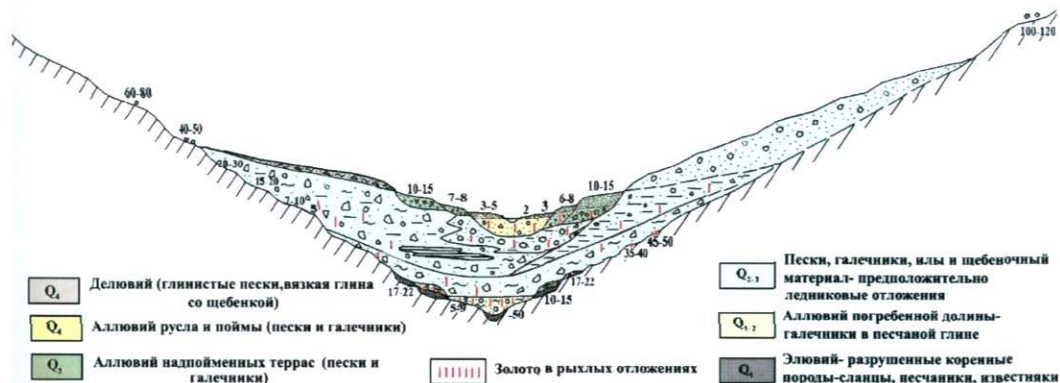 100-120
60-80
40-50
20-30
15-20
7-10
10-15
7-8
3-5
2
3
6-8
10-15
45-50
35-40
17-22
17-22
10-15
5-9
-50
Q₄ Делювий (глинистые пески,вязкая глина
со щебенкой)
Q₄ Аллювий русла и поймы (пески и галечники)
Q₃ Аллювий надпойменных террас (пески и
галечники)
Золото в рыхлых отложениях
Q₂₋₃ Пески, галечники, илы и щебеночный
материал- предположительно
ледниковые отложения
Q₁₋₂ Аллювий погребенной долины-
галечники в песчаной глине
Q₁ Элювий- разрушенные коренные
породы-сланцы, песчаники, известняки